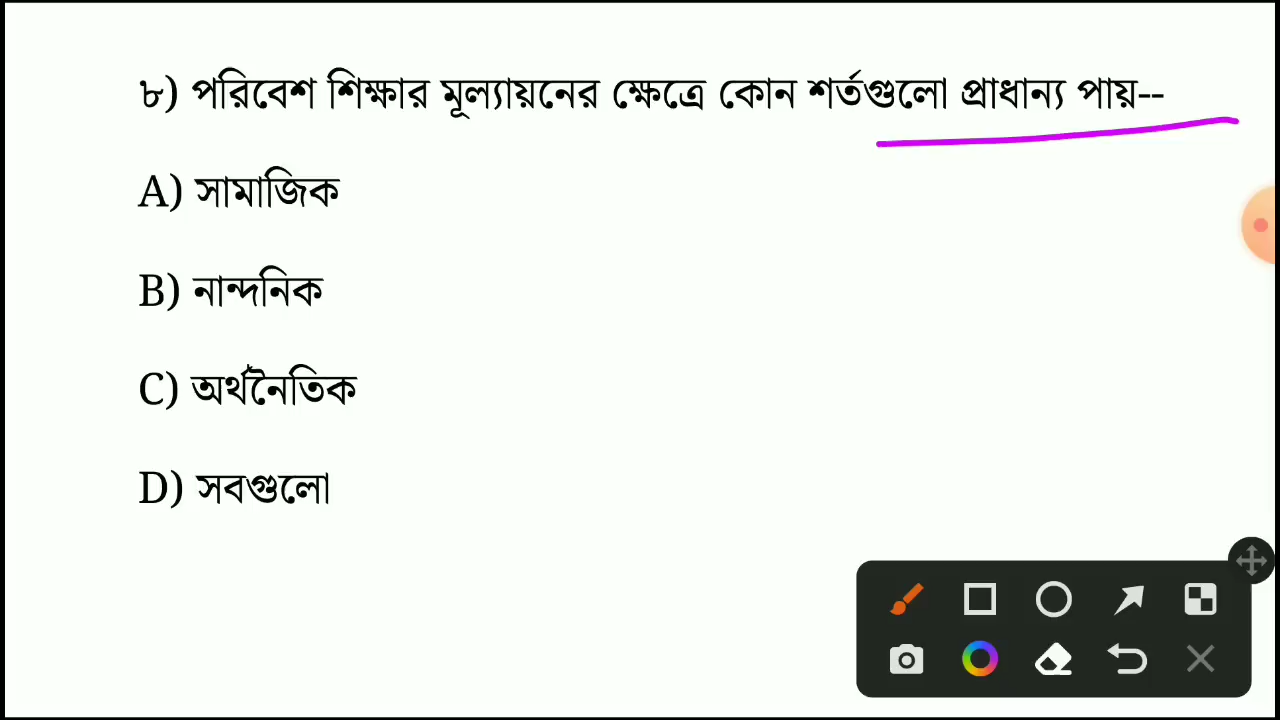 ৮) পরিবেশ শিক্ষার মূল্যায়নের ক্ষেত্রে কোন শর্তগুলো প্রাধান্য পায়--
A) সামাজিক
B) নান্দনিক
C) অর্থনৈতিক
D) সবগুলো